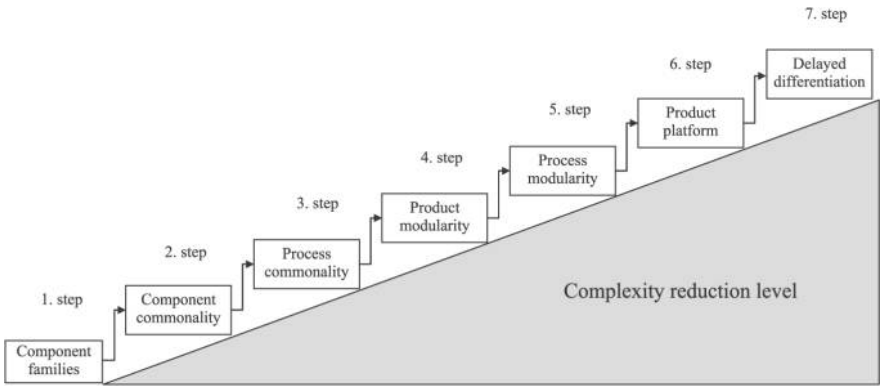 7. step
Delayed
differentiation
6. step
Product
platform
5. step
Process
modularity
4. step
Product
modularity
3. step
Process
commonality
2. step
Component
commonality
1. step
Component
families
Complexity reduction level